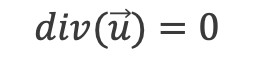 div(u⃗) = 0